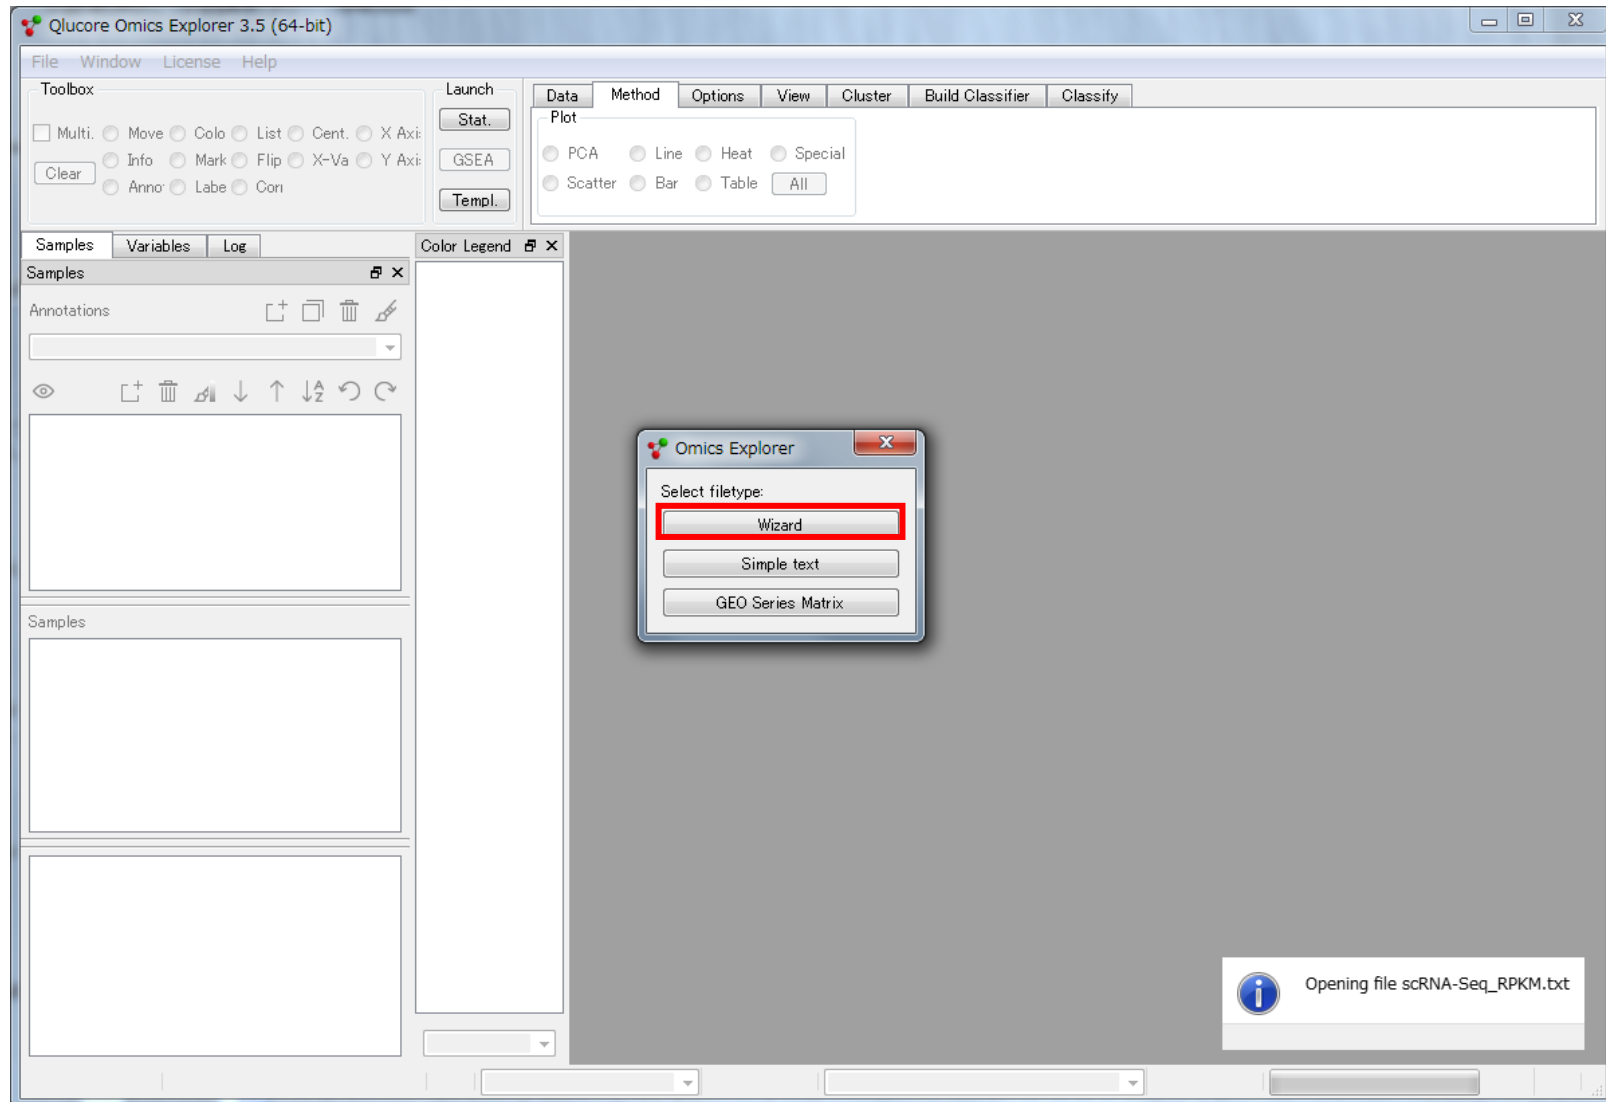 Qlucore Omics Explorer 3.5 (64-bit)
File Window License Help
Toolbox
Multi. Move Colo List Cent. X Axi
Info Mark Flip X-Va Y Axi
Clear
Anno Labe Corr
Launch
Stat.
GSEA
Templ.
Data Method Options View Cluster Build Classifier Classify
Plot
PCA Line Heat Special
Scatter Bar Table All
Samples Variables Log
Samples
Annotations
Samples
Color Legend
Omics Explorer
Select filetype:
Wizard
Simple text
GEO Series Matrix
Opening file scRNA-Seq_RPKM.txt